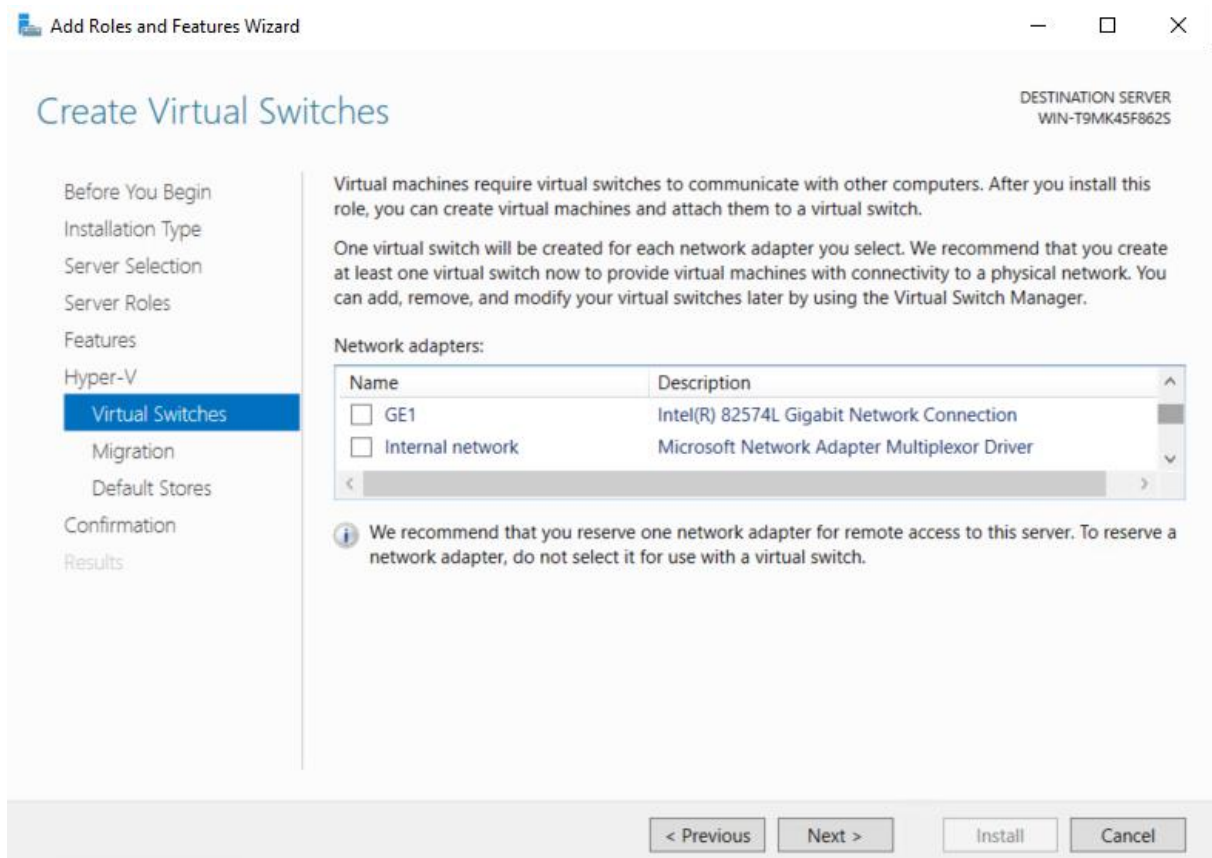 Add Roles and Features Wizard
Create Virtual Switches
DESTINATION SERVER
WIN-T9MK45F862S
Before You Begin
Installation Type
Server Selection
Server Roles
Features
Hyper-V
Virtual Switches
Migration
Default Stores
Confirmation
Results
Virtual machines require virtual switches to communicate with other computers. After you install this
role, you can create virtual machines and attach them to a virtual switch.
One virtual switch will be created for each network adapter you select. We recommend that you create
at least one virtual switch now to provide virtual machines with connectivity to a physical network. You
can add, remove, and modify your virtual switches later by using the Virtual Switch Manager.
Network adapters:
Name Description
GE1 Intel(R) 82574L Gigabit Network Connection
Internal network Microsoft Network Adapter Multiplexor Driver
We recommend that you reserve one network adapter for remote access to this server. To reserve a
network adapter, do not select it for use with a virtual switch.
< Previous Next > Install Cancel